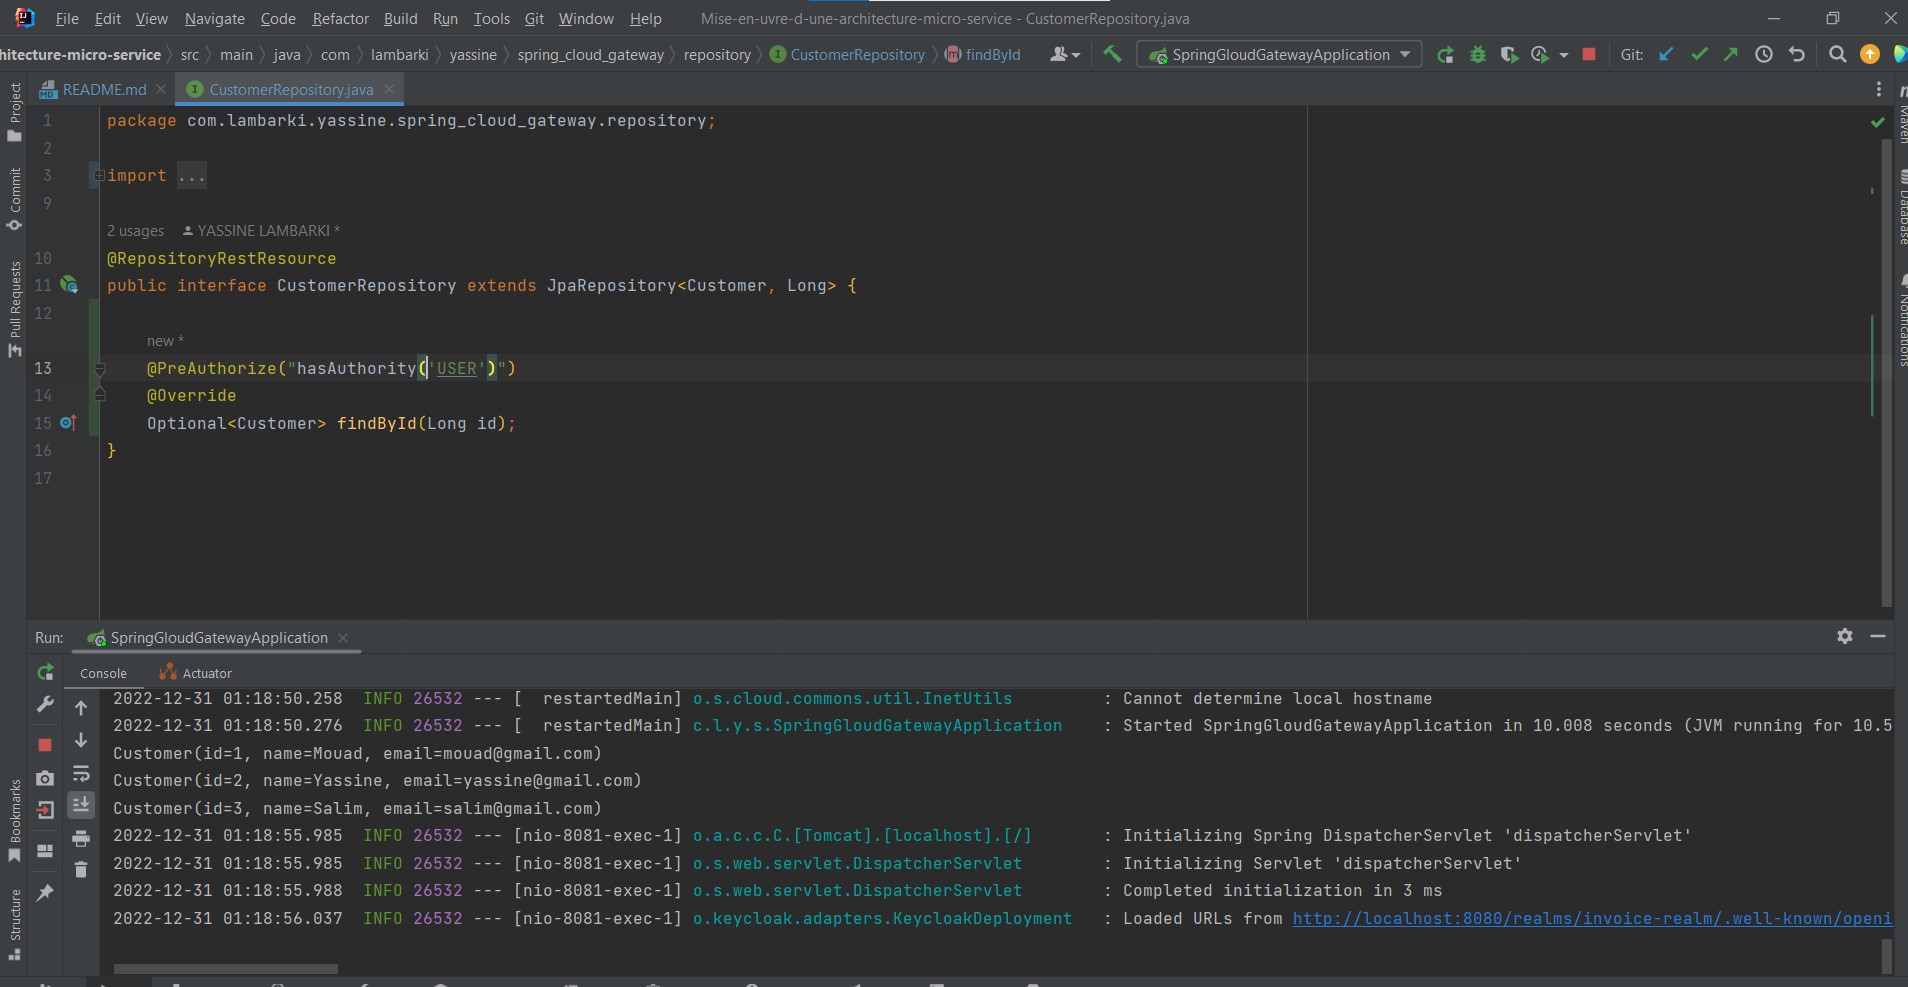 File Edit View Navigate Code Refactor Build Run Tools Git Window Help Mise-en-uvre-d-une-architecture-micro-service - CustomerRepository.java
hitecture-micro-service src main java com lambarki yassine spring_cloud_gateway repository CustomerRepository findById SpringGloudGatewayApplication Git:
README.md CustomerRepository.java
Project
Commit
Pull Requests
Bookmarks
Structure
Maven
Database
Notifications
1 package com.lambarki.yassine.spring_cloud_gateway.repository;
2
3 import ...
9
2 usages YASSINE LAMBARKI *
10 @RepositoryRestResource
11 public interface CustomerRepository extends JpaRepository<Customer, Long> {
12
new *
13 @PreAuthorize("hasAuthority('USER')")
14 @Override
15 Optional<Customer> findById(Long id);
16 }
17
Run: SpringGloudGatewayApplication
Console Actuator
2022-12-31 01:18:50.258 INFO 26532 --- [ restartedMain] o.s.cloud.commons.util.InetUtils : Cannot determine local hostname
2022-12-31 01:18:50.276 INFO 26532 --- [ restartedMain] c.l.y.s.SpringGloudGatewayApplication : Started SpringGloudGatewayApplication in 10.008 seconds (JVM running for 10.5
Customer(id=1, name=Mouad, email=mouad@gmail.com)
Customer(id=2, name=Yassine, email=yassine@gmail.com)
Customer(id=3, name=Salim, email=salim@gmail.com)
2022-12-31 01:18:55.985 INFO 26532 --- [nio-8081-exec-1] o.a.c.c.C.[Tomcat].[localhost].[/] : Initializing Spring DispatcherServlet 'dispatcherServlet'
2022-12-31 01:18:55.985 INFO 26532 --- [nio-8081-exec-1] o.s.web.servlet.DispatcherServlet : Initializing Servlet 'dispatcherServlet'
2022-12-31 01:18:55.988 INFO 26532 --- [nio-8081-exec-1] o.s.web.servlet.DispatcherServlet : Completed initialization in 3 ms
2022-12-31 01:18:56.037 INFO 26532 --- [nio-8081-exec-1] o.keycloak.adapters.KeycloakDeployment : Loaded URLs from http://localhost:8080/realms/invoice-realm/.well-known/openi